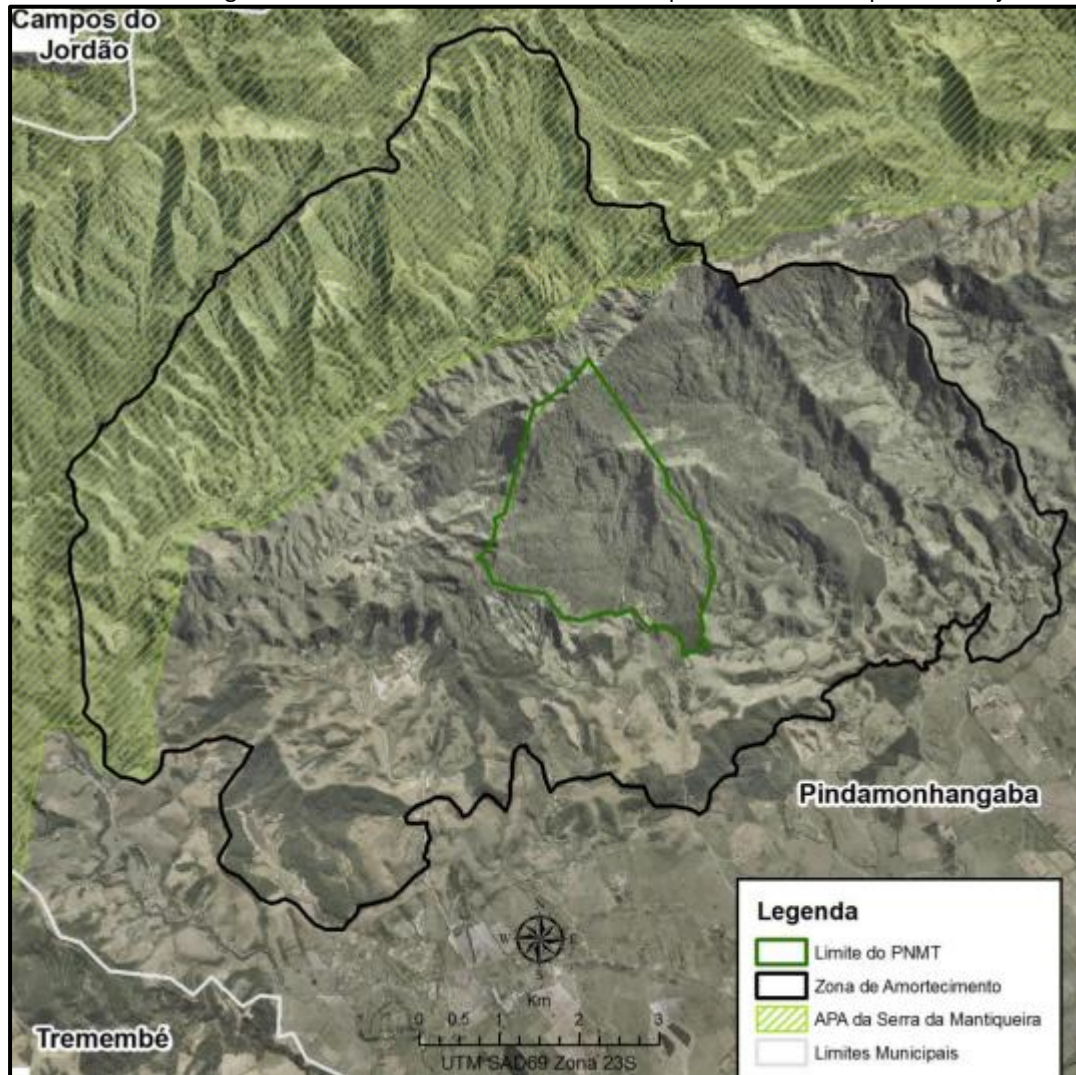 Campos do
Jordão
Pindamonhangaba
Tremembé
N
W E
S
Km
0 0.5 1 2 3
UTM SAD69 Zona 23S
Legenda
Limite do PNMT
Zona de Amortecimento
APA da Serra da Mantiqueira
Limites Municipais